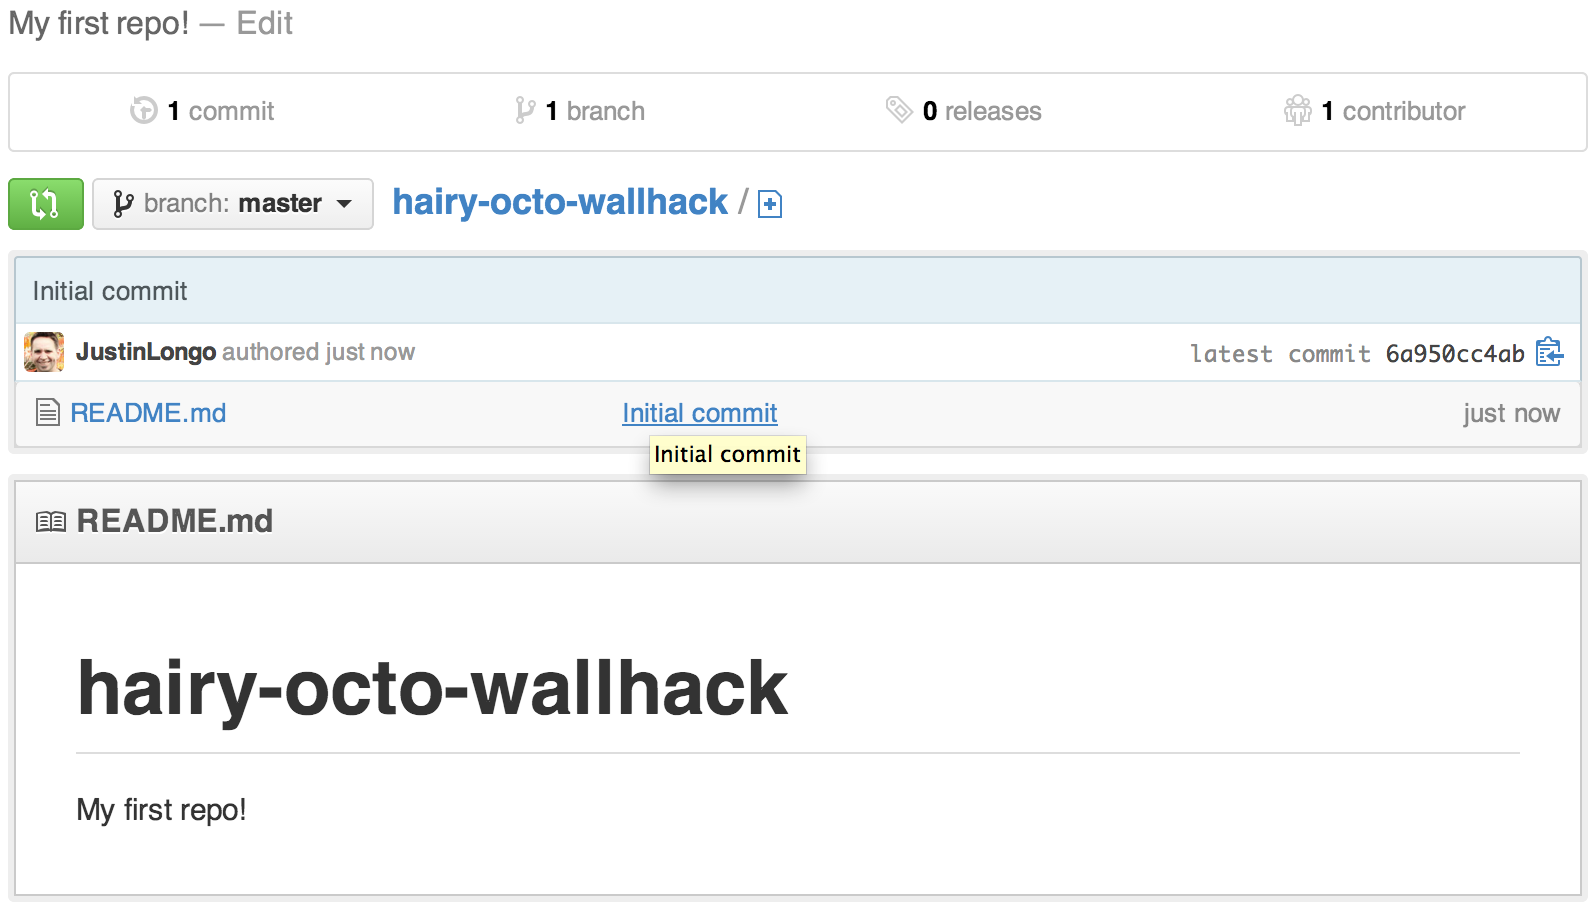 My first repo! — Edit
1 commit 1 branch 0 releases 1 contributor
branch: master hairy-octo-wallhack /
Initial commit
JustinLongo authored just now latest commit 6a950cc4ab
README.md Initial commit just now
Initial commit
README.md
hairy-octo-wallhack
My first repo!